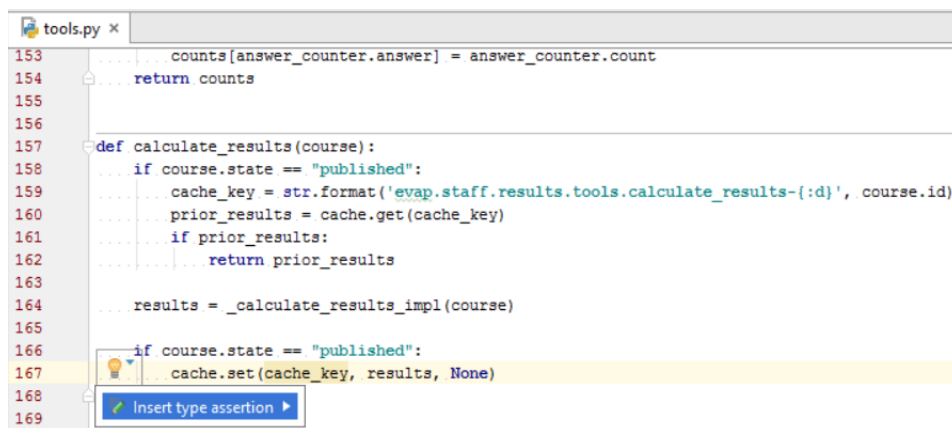 tools.py ×
153 counts[answer_counter.answer] = answer_counter.count
154 return counts
155
156
157 def calculate_results(course):
158 if course.state == "published":
159 cache_key = str.format('evap.staff.results.tools.calculate_results-{:d}', course.id)
160 prior_results = cache.get(cache_key)
161 if prior_results:
162 return prior_results
163
164 results = _calculate_results_impl(course)
165
166 if course.state == "published":
167 cache.set(cache_key, results, None)
168 Insert type assertion
169